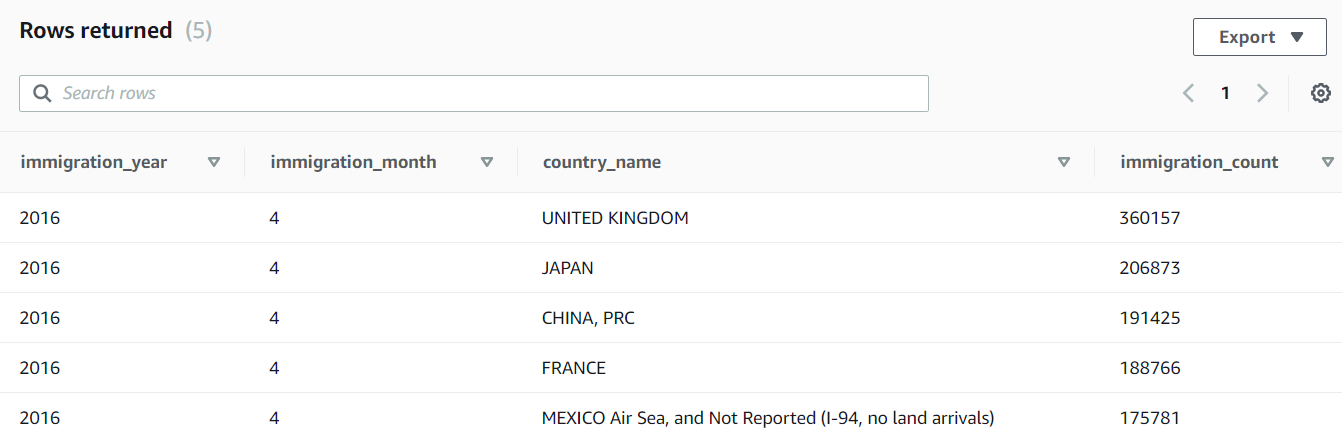 Rows returned (5)
Export
Search rows
1
immigration_year immigration_month country_name immigration_count
2016 4 UNITED KINGDOM 360157
2016 4 JAPAN 206873
2016 4 CHINA, PRC 191425
2016 4 FRANCE 188766
2016 4 MEXICO Air Sea, and Not Reported (I-94, no land arrivals) 175781